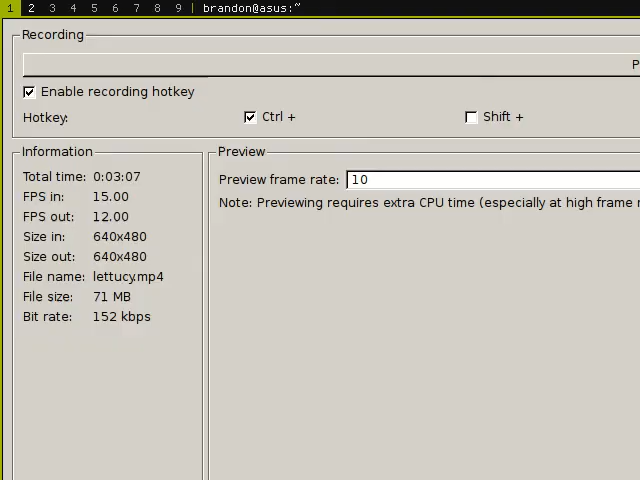 1 2 3 4 5 6 7 8 9 | brandon@asus:~
Recording
P
Enable recording hotkey
Hotkey: Ctrl + Shift +
Information
Preview
Total time: 0:03:07
Preview frame rate: 10
FPS in: 15.00
Note: Previewing requires extra CPU time (especially at high frame r
FPS out: 12.00
Size in: 640x480
Size out: 640x480
File name: lettucy.mp4
File size: 71 MB
Bit rate: 152 kbps